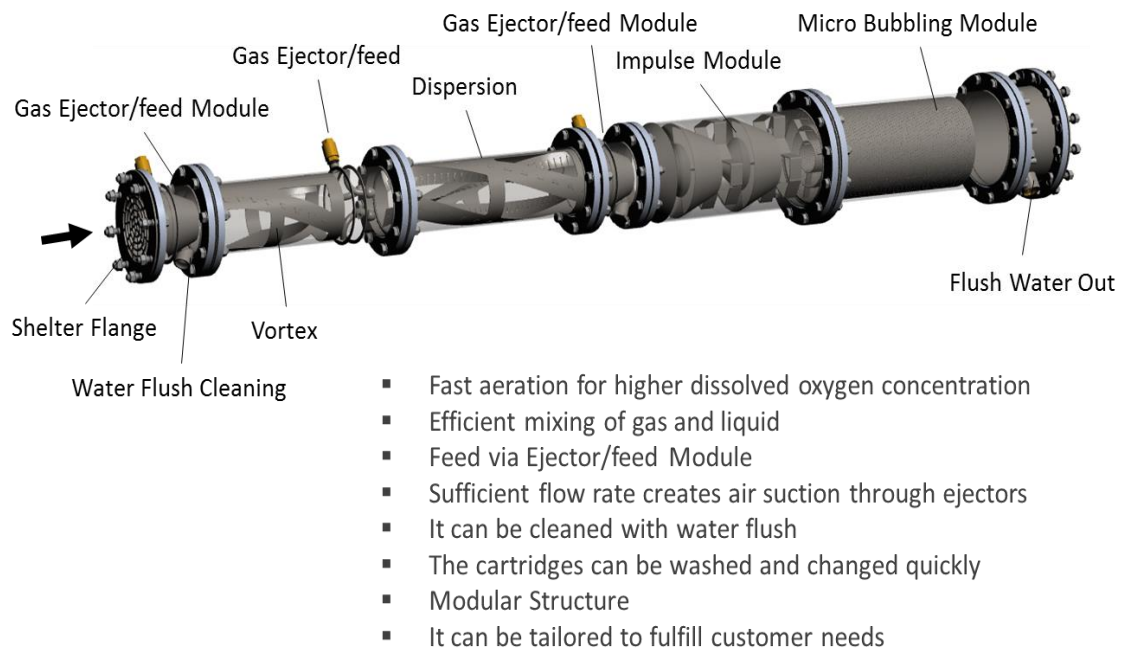 Gas Ejector/feed Module
Micro Bubbling Module
Gas Ejector/feed
Impulse Module
Dispersion
Gas Ejector/feed Module
Flush Water Out
Shelter Flange
Vortex
Water Flush Cleaning
▪ Fast aeration for higher dissolved oxygen concentration
▪ Efficient mixing of gas and liquid
▪ Feed via Ejector/feed Module
▪ Sufficient flow rate creates air suction through ejectors
▪ It can be cleaned with water flush
▪ The cartridges can be washed and changed quickly
▪ Modular Structure
▪ It can be tailored to fulfill customer needs